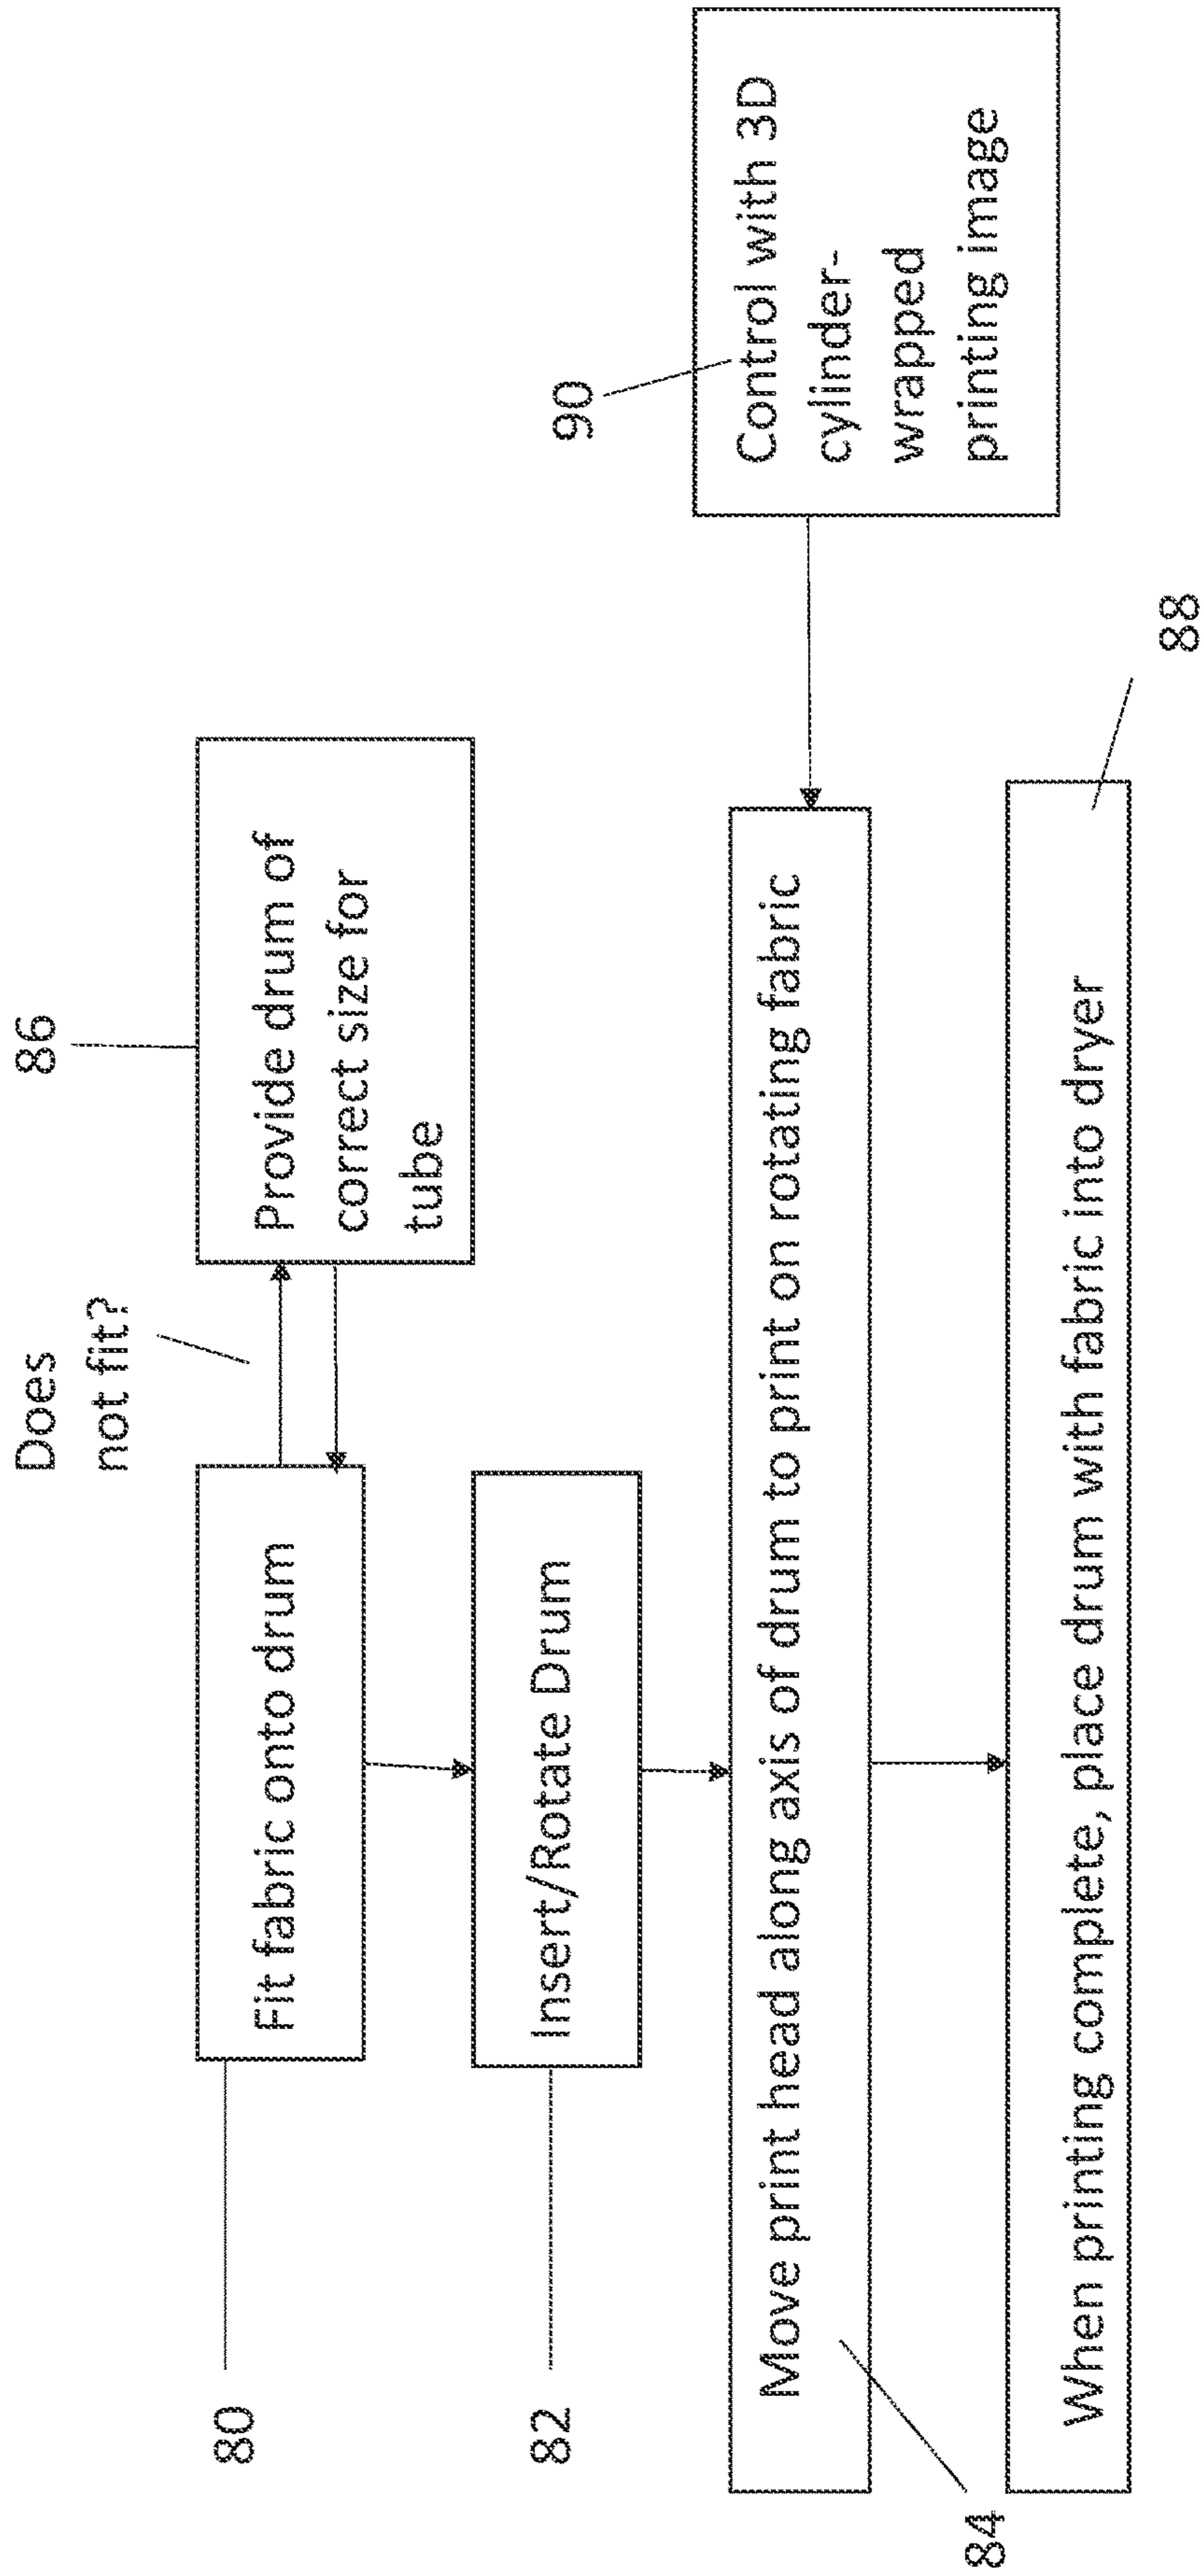 Does
not fit?
86
80
Fit fabric onto drum
Provide drum of
correct size for
tube
82
Insert/Rotate Drum
90
Control with 3D
cylinder-
wrapped
printing image
Move print head along axis of drum to print on rotating fabric
84
When printing complete, place drum with fabric into dryer
88